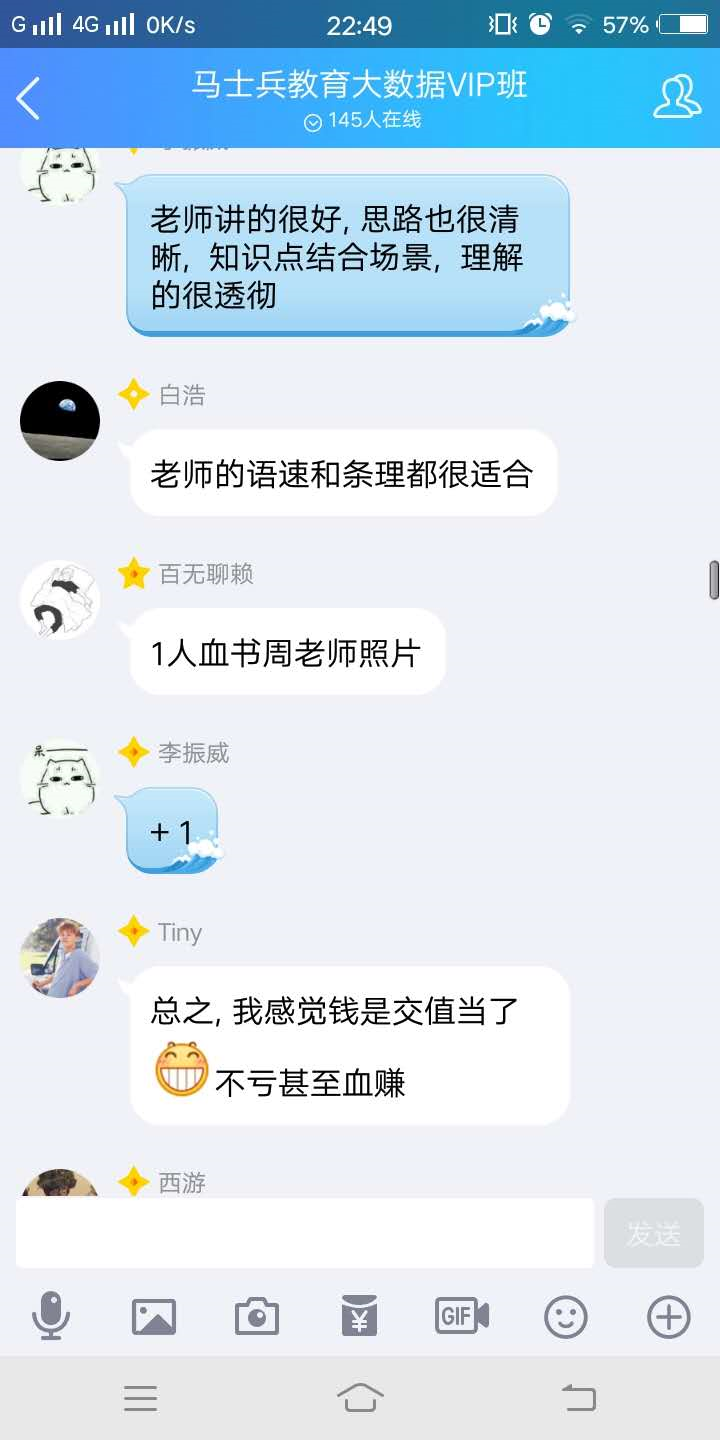 G 4G 0K/s 22:49 57%
马士兵教育大数据VIP班
145人在线
老师讲的很好, 思路也很清
晰, 知识点结合场景, 理解
的很透彻
白浩
老师的语速和条理都很适合
百无聊赖
1人血书周老师照片
呆
李振威
+1
Tiny
总之, 我感觉钱是交值当了
不亏甚至血赚
西游
发送
¥
GIF